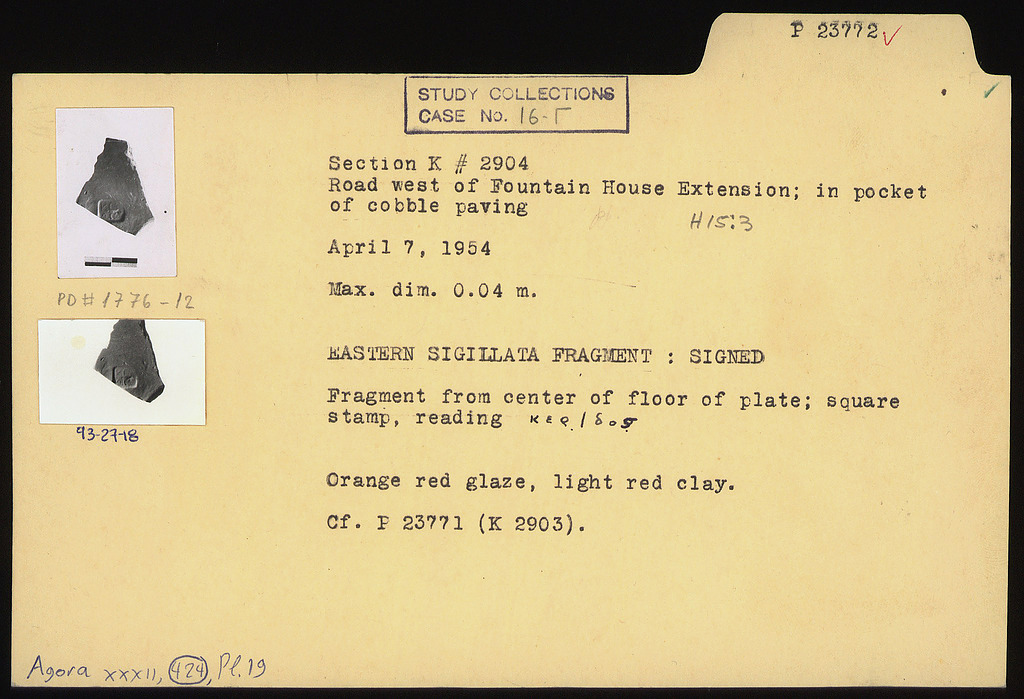 P 23772 ✓
STUDY COLLECTIONS
CASE No. 16-Γ
Section K # 2904
Road west of Fountain House Extension; in pocket
of cobble paving
H15:3
April 7, 1954
Max. dim. 0.04 m.
PD# 1776-12
EASTERN SIGILLATA FRAGMENT : SIGNED
Fragment from center of floor of plate; square
stamp, reading κερ/δος
93-27-18
Orange red glaze, light red clay.
Cf. P 23771 (K 2903).
Agora XXXII, 424, Pl.19